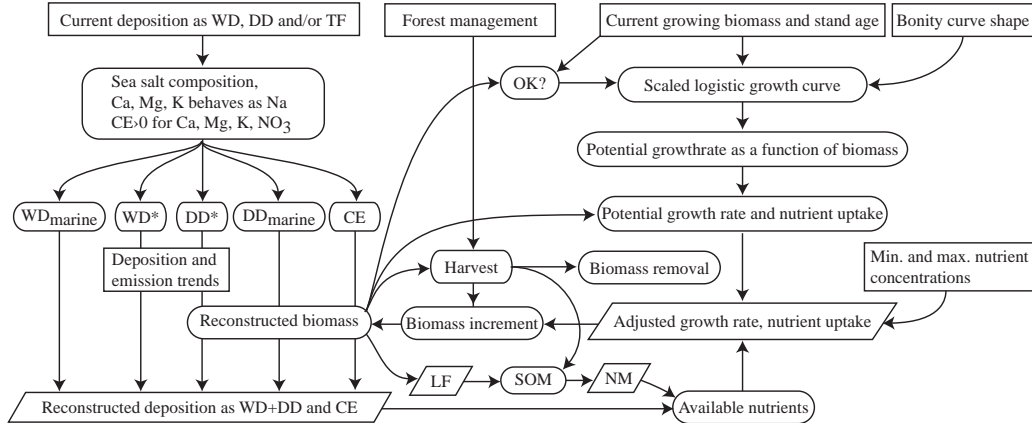 Current deposition as WD, DD and/or TF
Forest management
Current growing biomass and stand age
Bonity curve shape
Sea salt composition,
Ca, Mg, K behaves as Na
CE›0 for Ca, Mg, K, NO3
OK?
Scaled logistic growth curve
Potential growthrate as a function of biomass
WDmarine
WD*
DD*
DDmarine
CE
Potential growth rate and nutrient uptake
Deposition and
emission trends
Harvest
Biomass removal
Min. and max. nutrient
concentrations
Reconstructed biomass
Biomass increment
Adjusted growth rate, nutrient uptake
LF
SOM
NM
Reconstructed deposition as WD+DD and CE
Available nutrients